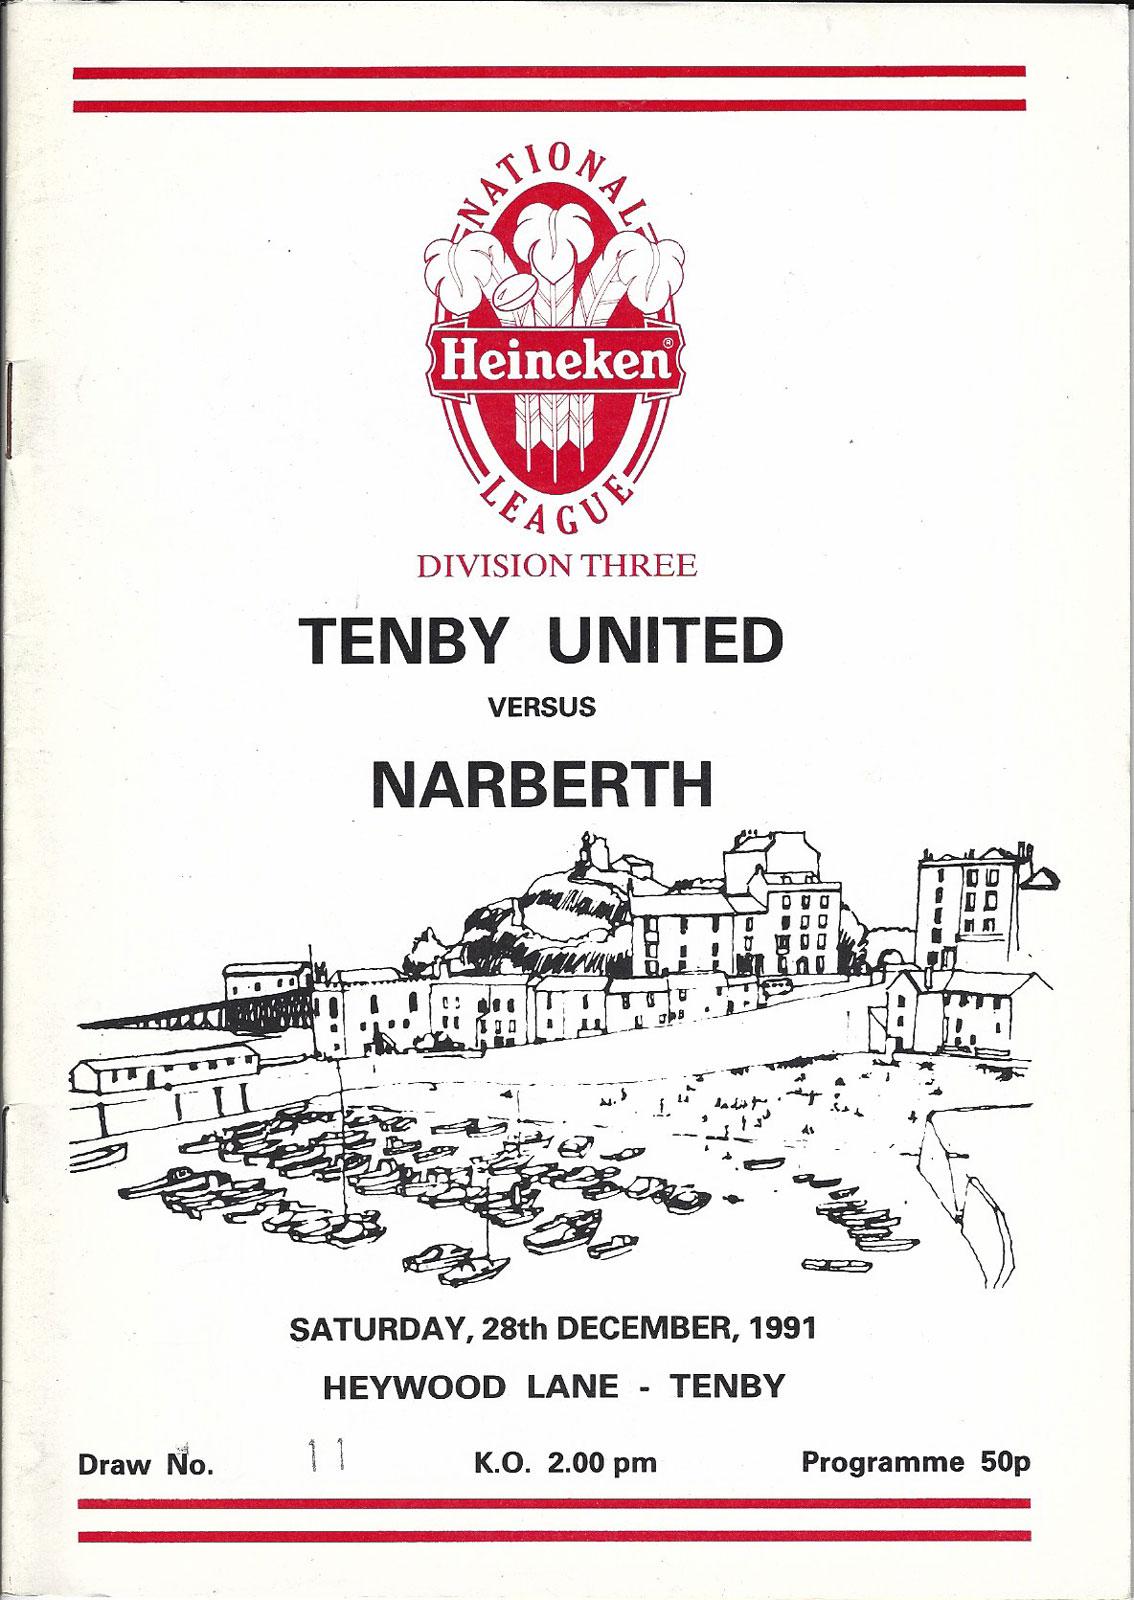 NATIONAL
Heineken®
LEAGUE
DIVISION THREE
TENBY UNITED
VERSUS
NARBERTH
SATURDAY, 28th DECEMBER, 1991
HEYWOOD LANE - TENBY
Draw No. 11 K.O. 2.00 pm Programme 50p